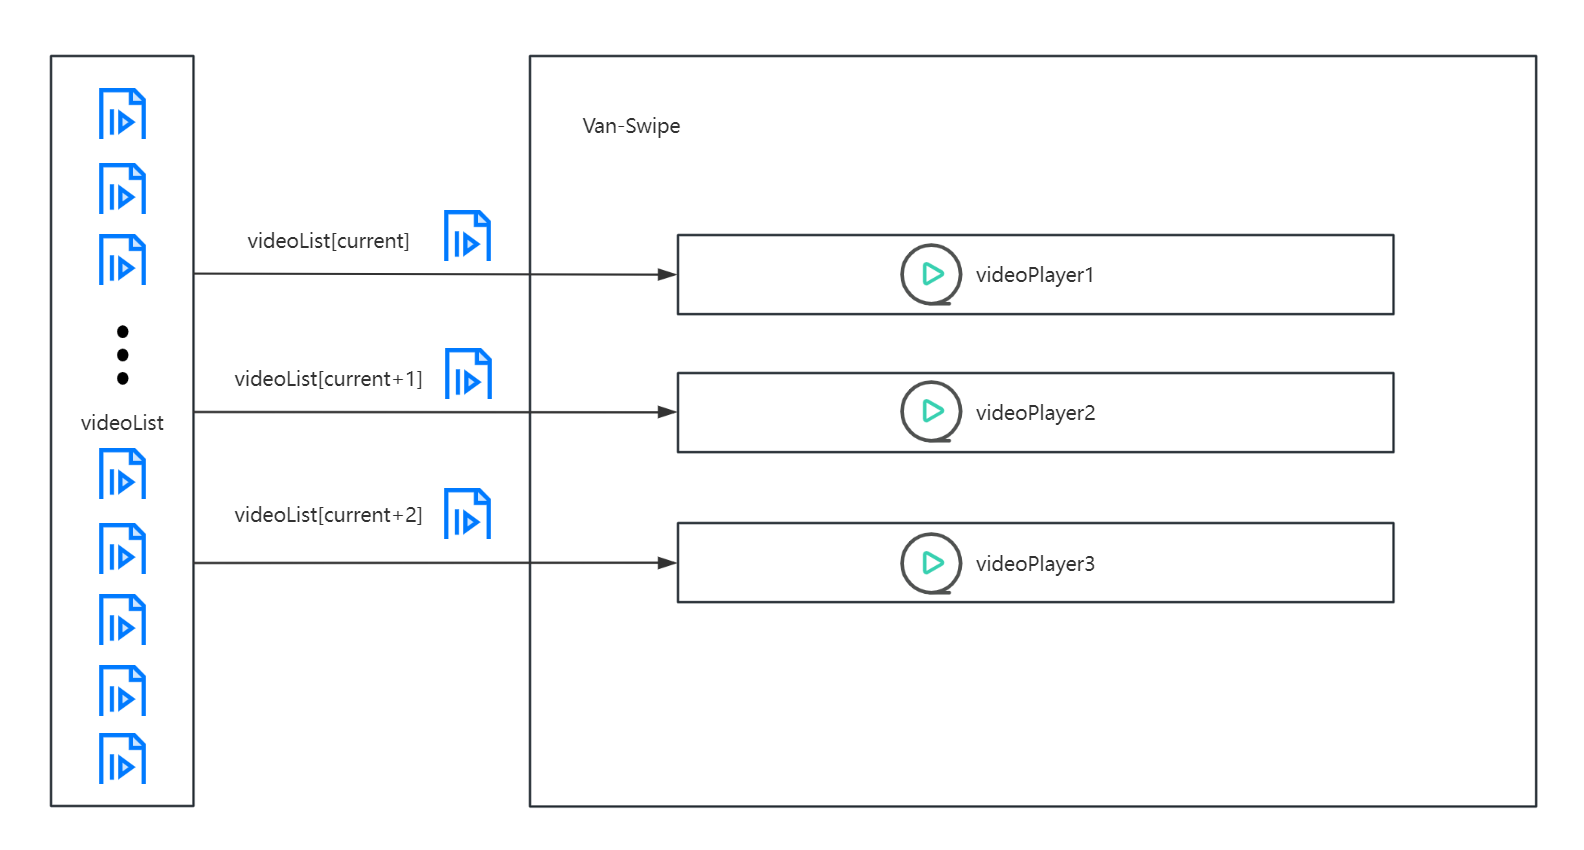 Van-Swipe
videoList[current]
videoPlayer1
videoList[current+1]
videoPlayer2
videoList
videoList[current+2]
videoPlayer3